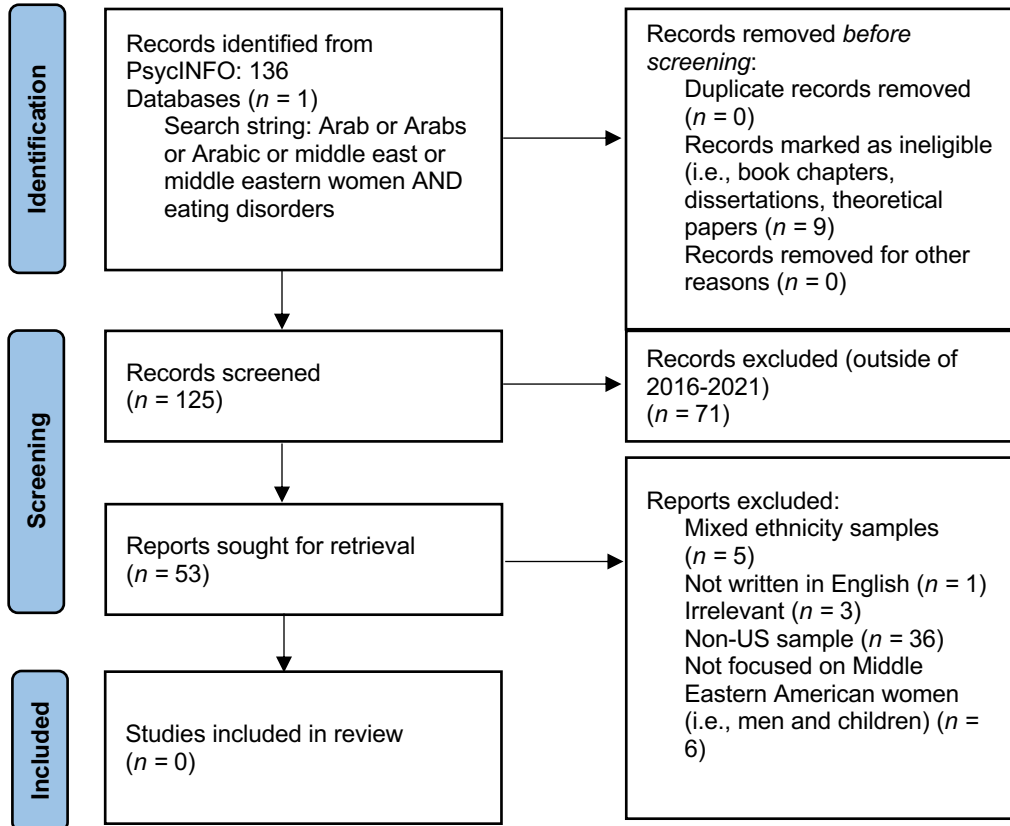 Identification
Records identified from
PsycINFO: 136
Databases (n = 1)
Search string: Arab or Arabs
or Arabic or middle east or
middle eastern women AND
eating disorders
Records removed before
screening:
Duplicate records removed
(n = 0)
Records marked as ineligible
(i.e., book chapters,
dissertations, theoretical
papers (n = 9)
Records removed for other
reasons (n = 0)
Screening
Records screened
(n = 125)
Records excluded (outside of
2016-2021)
(n = 71)
Reports sought for retrieval
(n = 53)
Reports excluded:
Mixed ethnicity samples
(n = 5)
Not written in English (n = 1)
Irrelevant (n = 3)
Non-US sample (n = 36)
Not focused on Middle
Eastern American women
(i.e., men and children) (n =
6)
Included
Studies included in review
(n = 0)